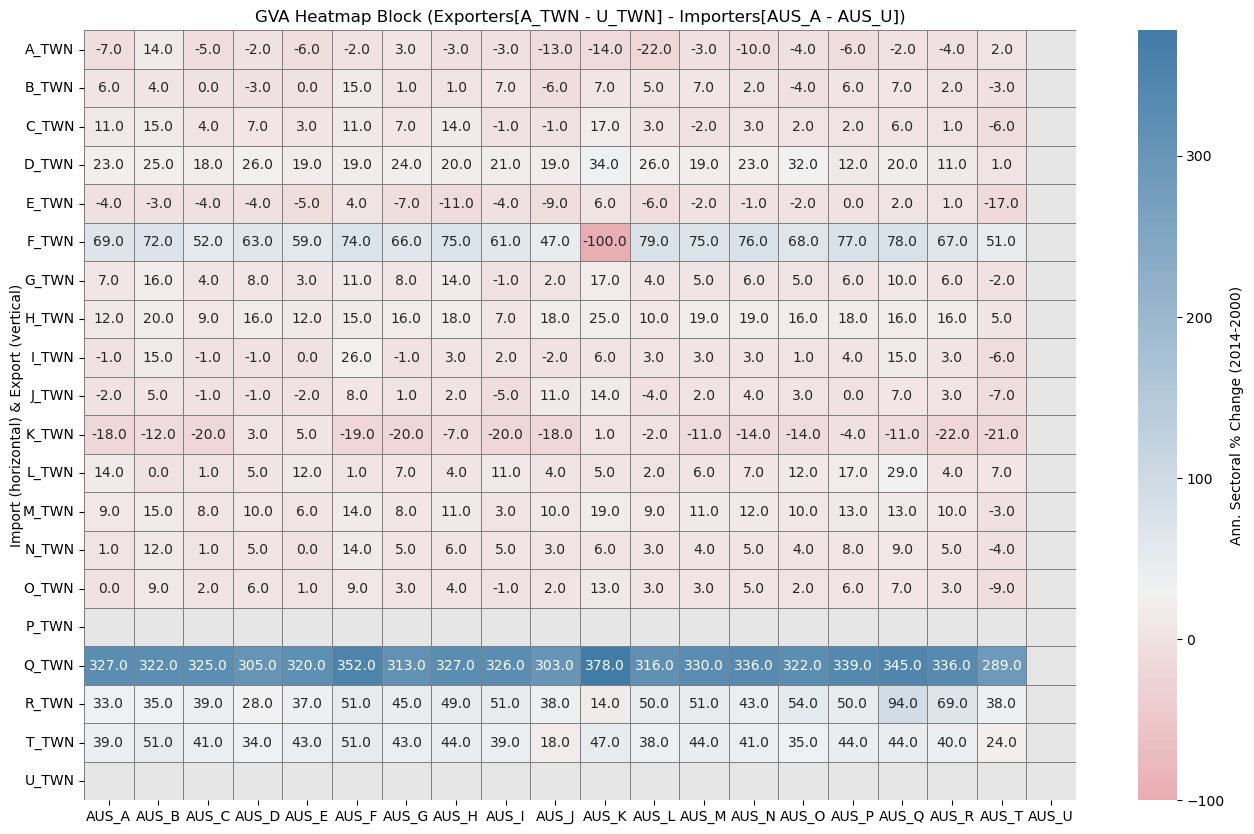 GVA Heatmap Block (Exporters[A_TWN - U_TWN] - Importers[AUS_A - AUS_U])
Import (horizontal) & Export (vertical)
A_TWN -7.0 14.0 -5.0 -2.0 -6.0 -2.0 3.0 -3.0 -3.0 -13.0 -14.0 -22.0 -3.0 -10.0 -4.0 -6.0 -2.0 -4.0 2.0
B_TWN 6.0 4.0 0.0 -3.0 0.0 15.0 1.0 1.0 7.0 -6.0 7.0 5.0 7.0 2.0 -4.0 6.0 7.0 2.0 -3.0
C_TWN 11.0 15.0 4.0 7.0 3.0 11.0 7.0 14.0 -1.0 -1.0 17.0 3.0 -2.0 3.0 2.0 2.0 6.0 1.0 -6.0
D_TWN 23.0 25.0 18.0 26.0 19.0 19.0 24.0 20.0 21.0 19.0 34.0 26.0 19.0 23.0 32.0 12.0 20.0 11.0 1.0
E_TWN -4.0 -3.0 -4.0 -4.0 -5.0 4.0 -7.0 -11.0 -4.0 -9.0 6.0 -6.0 -2.0 -1.0 -2.0 0.0 2.0 1.0 -17.0
F_TWN 69.0 72.0 52.0 63.0 59.0 74.0 66.0 75.0 61.0 47.0 -100.0 79.0 75.0 76.0 68.0 77.0 78.0 67.0 51.0
G_TWN 7.0 16.0 4.0 8.0 3.0 11.0 8.0 14.0 -1.0 2.0 17.0 4.0 5.0 6.0 5.0 6.0 10.0 6.0 -2.0
H_TWN 12.0 20.0 9.0 16.0 12.0 15.0 16.0 18.0 7.0 18.0 25.0 10.0 19.0 19.0 16.0 18.0 16.0 16.0 5.0
I_TWN -1.0 15.0 -1.0 -1.0 0.0 26.0 -1.0 3.0 2.0 -2.0 6.0 3.0 3.0 3.0 1.0 4.0 15.0 3.0 -6.0
J_TWN -2.0 5.0 -1.0 -1.0 -2.0 8.0 1.0 2.0 -5.0 11.0 14.0 -4.0 2.0 4.0 3.0 0.0 7.0 3.0 -7.0
K_TWN -18.0 -12.0 -20.0 3.0 5.0 -19.0 -20.0 -7.0 -20.0 -18.0 1.0 -2.0 -11.0 -14.0 -14.0 -4.0 -11.0 -22.0 -21.0
L_TWN 14.0 0.0 1.0 5.0 12.0 1.0 7.0 4.0 11.0 4.0 5.0 2.0 6.0 7.0 12.0 17.0 29.0 4.0 7.0
M_TWN 9.0 15.0 8.0 10.0 6.0 14.0 8.0 11.0 3.0 10.0 19.0 9.0 11.0 12.0 10.0 13.0 13.0 10.0 -3.0
N_TWN 1.0 12.0 1.0 5.0 0.0 14.0 5.0 6.0 5.0 3.0 6.0 3.0 4.0 5.0 4.0 8.0 9.0 5.0 -4.0
O_TWN 0.0 9.0 2.0 6.0 1.0 9.0 3.0 4.0 -1.0 2.0 13.0 3.0 3.0 5.0 2.0 6.0 7.0 3.0 -9.0
P_TWN
Q_TWN 327.0 322.0 325.0 305.0 320.0 352.0 313.0 327.0 326.0 303.0 378.0 316.0 330.0 336.0 322.0 339.0 345.0 336.0 289.0
R_TWN 33.0 35.0 39.0 28.0 37.0 51.0 45.0 49.0 51.0 38.0 14.0 50.0 51.0 43.0 54.0 50.0 94.0 69.0 38.0
T_TWN 39.0 51.0 41.0 34.0 43.0 51.0 43.0 44.0 39.0 18.0 47.0 38.0 44.0 41.0 35.0 44.0 44.0 40.0 24.0
U_TWN
AUS_A AUS_B AUS_C AUS_D AUS_E AUS_F AUS_G AUS_H AUS_I AUS_J AUS_K AUS_L AUS_M AUS_N AUS_O AUS_P AUS_Q AUS_R AUS_T AUS_U
300
200
100
0
−100
Ann. Sectoral % Change (2014-2000)